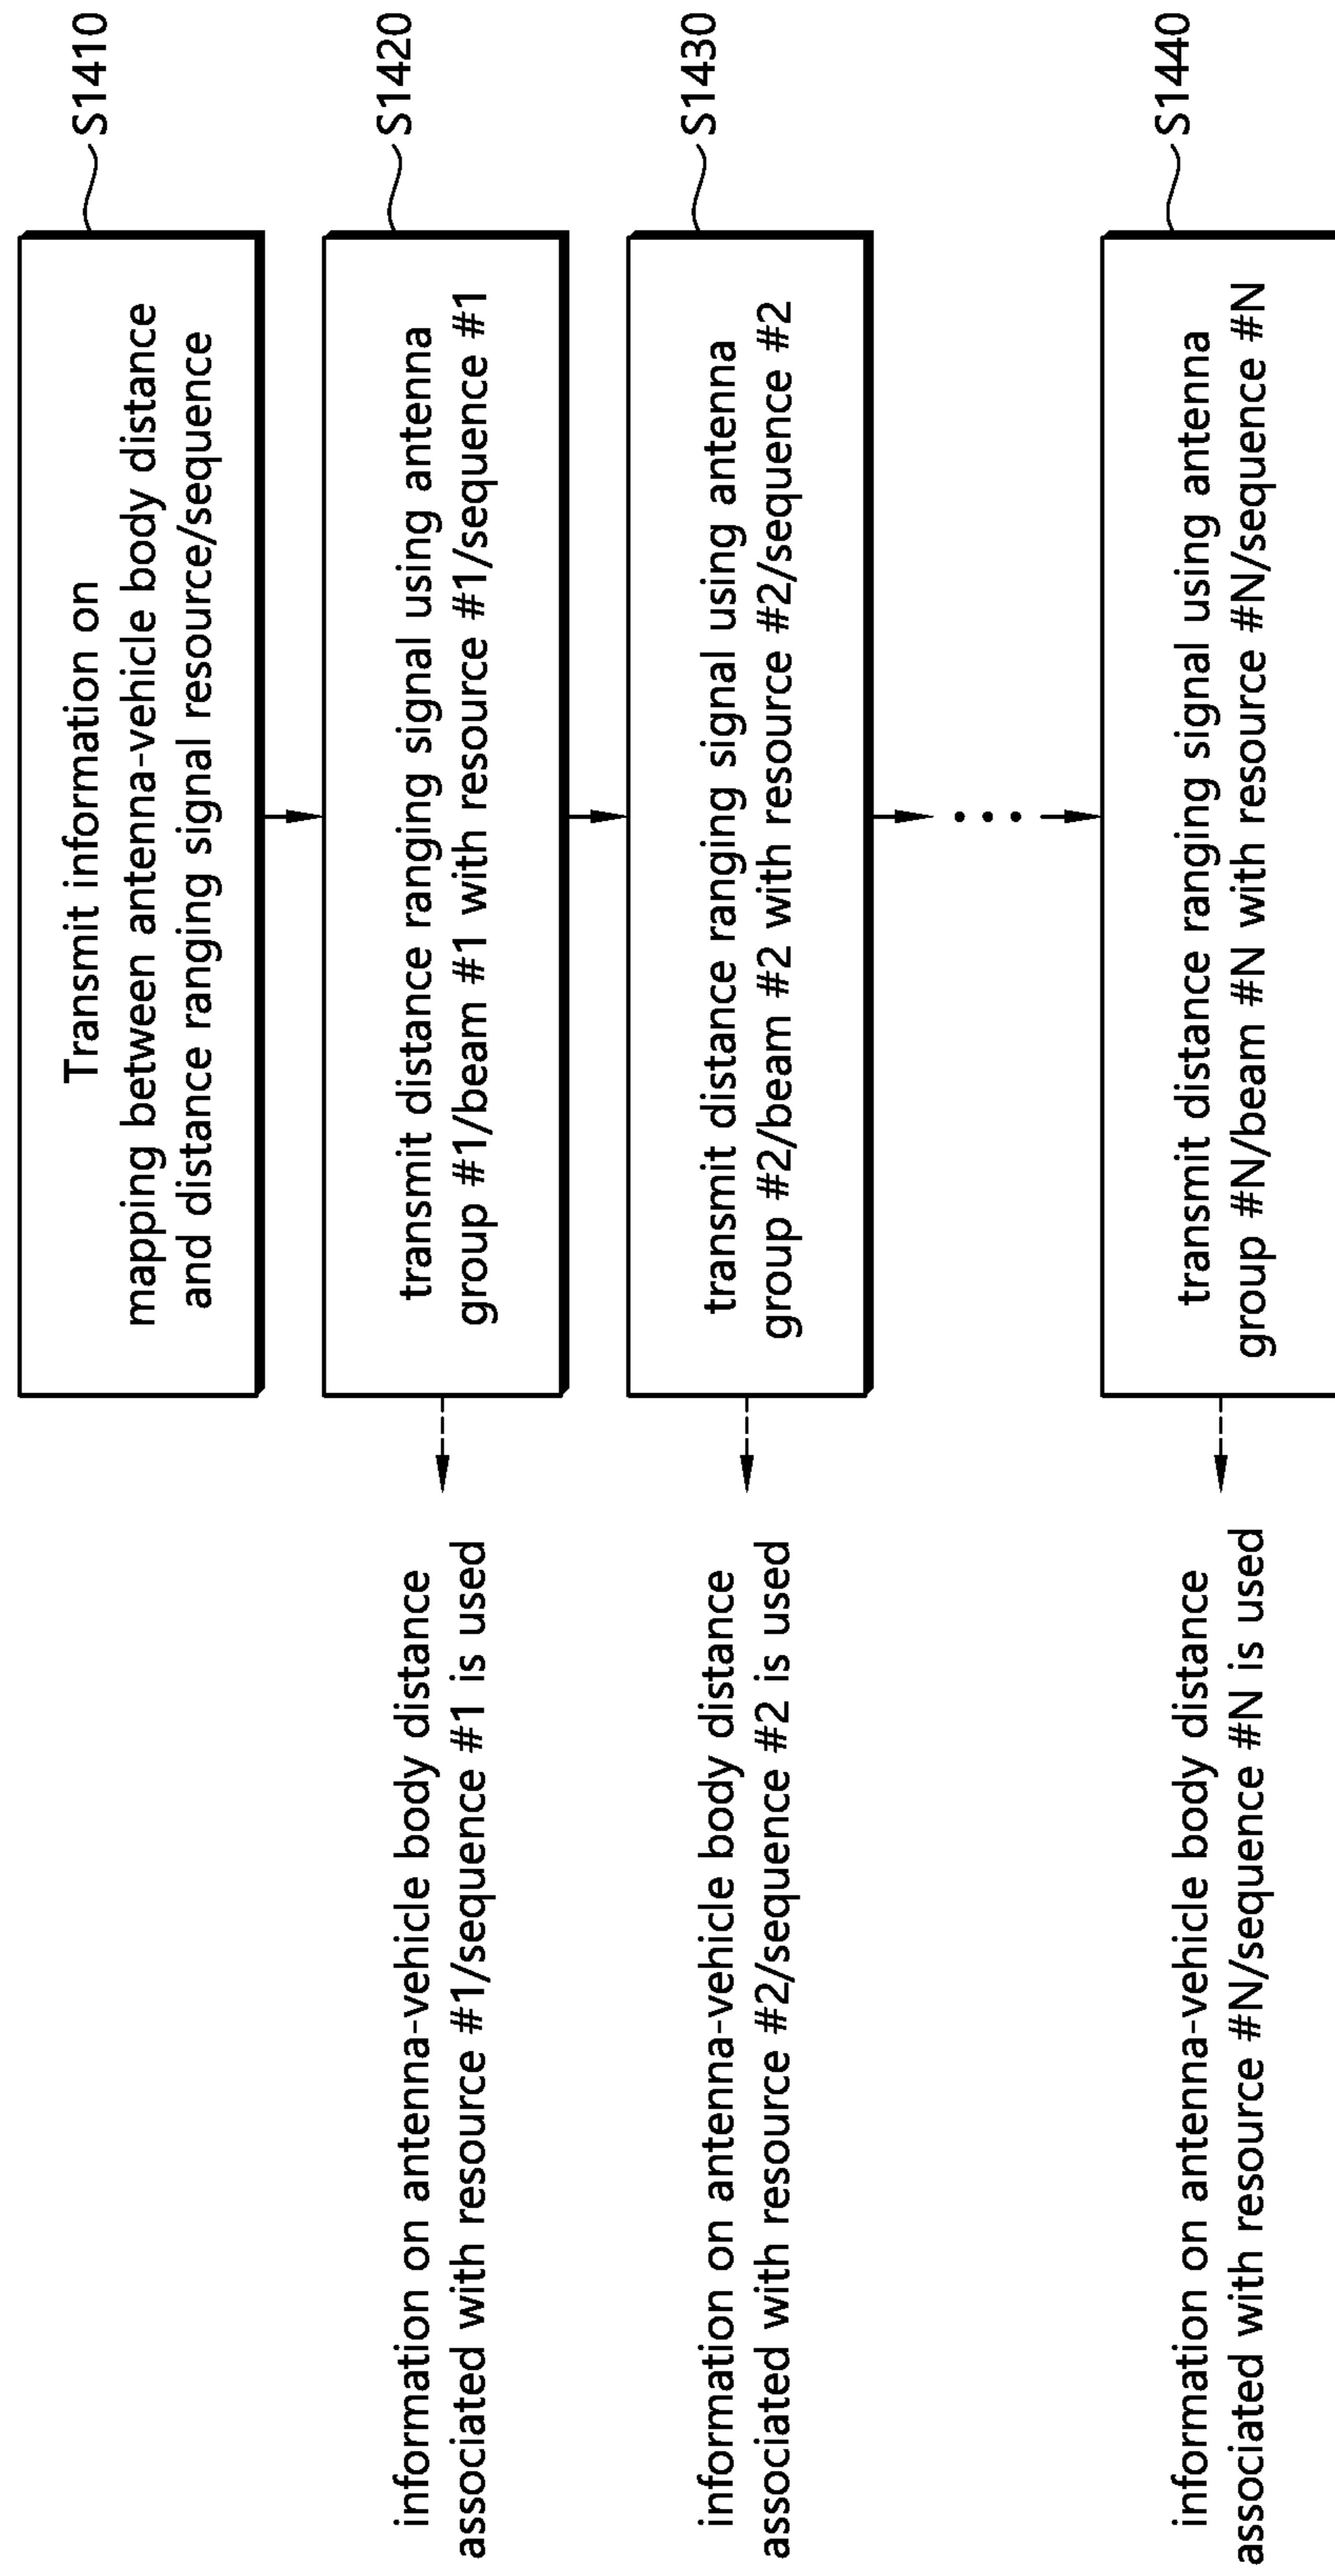 Transmit information on
mapping between antenna-vehicle body distance
and distance ranging signal resource/sequence
S1410
information on antenna-vehicle body distance
associated with resource #1/sequence #1 is used
transmit distance ranging signal using antenna
group #1/beam #1 with resource #1/sequence #1
S1420
information on antenna-vehicle body distance
associated with resource #2/sequence #2 is used
transmit distance ranging signal using antenna
group #2/beam #2 with resource #2/sequence #2
S1430
information on antenna-vehicle body distance
associated with resource #N/sequence #N is used
transmit distance ranging signal using antenna
group #N/beam #N with resource #N/sequence #N
S1440